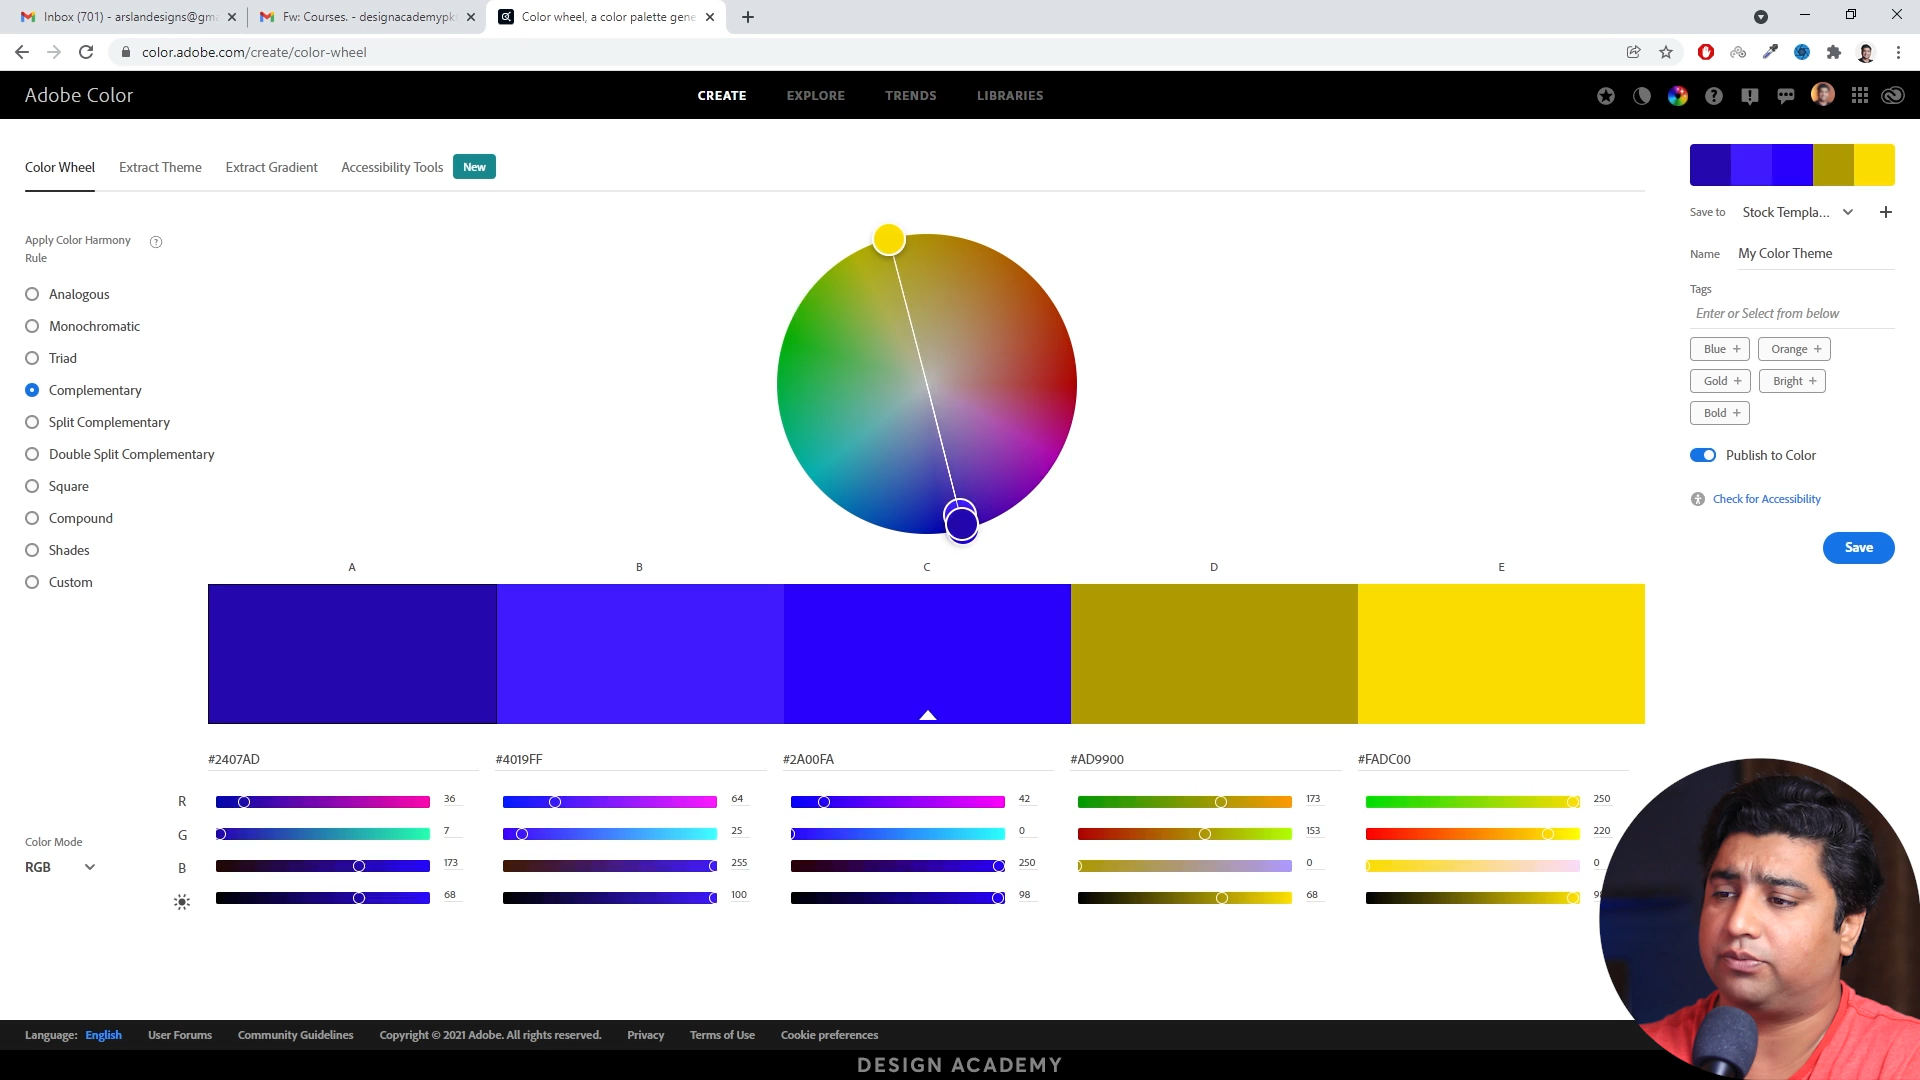 Inbox (701) - arslandesigns@gma
Fw: Courses. - designacademypk
Color wheel, a color palette gene
color.adobe.com/create/color-wheel
Adobe Color
CREATE
EXPLORE
TRENDS
LIBRARIES
Color Wheel
Extract Theme
Extract Gradient
Accessibility Tools
New
Apply Color Harmony
Rule
Analogous
Monochromatic
Triad
Complementary
Split Complementary
Double Split Complementary
Square
Compound
Shades
Custom
Save to
Stock Templa...
Name
My Color Theme
Tags
Enter or Select from below
Blue +
Orange +
Gold +
Bright +
Bold +
Publish to Color
Check for Accessibility
Save
A B C D E
#2407AD #4019FF #2A00FA #AD9900 #FADC00
R 36 64 42 173 250
G 7 25 0 153 220
B 173 255 250 0 0
68 100 98 68
Color Mode
RGB
Language: English User Forums Community Guidelines Copyright © 2021 Adobe. All rights reserved. Privacy Terms of Use Cookie preferences
DESIGN ACADEMY